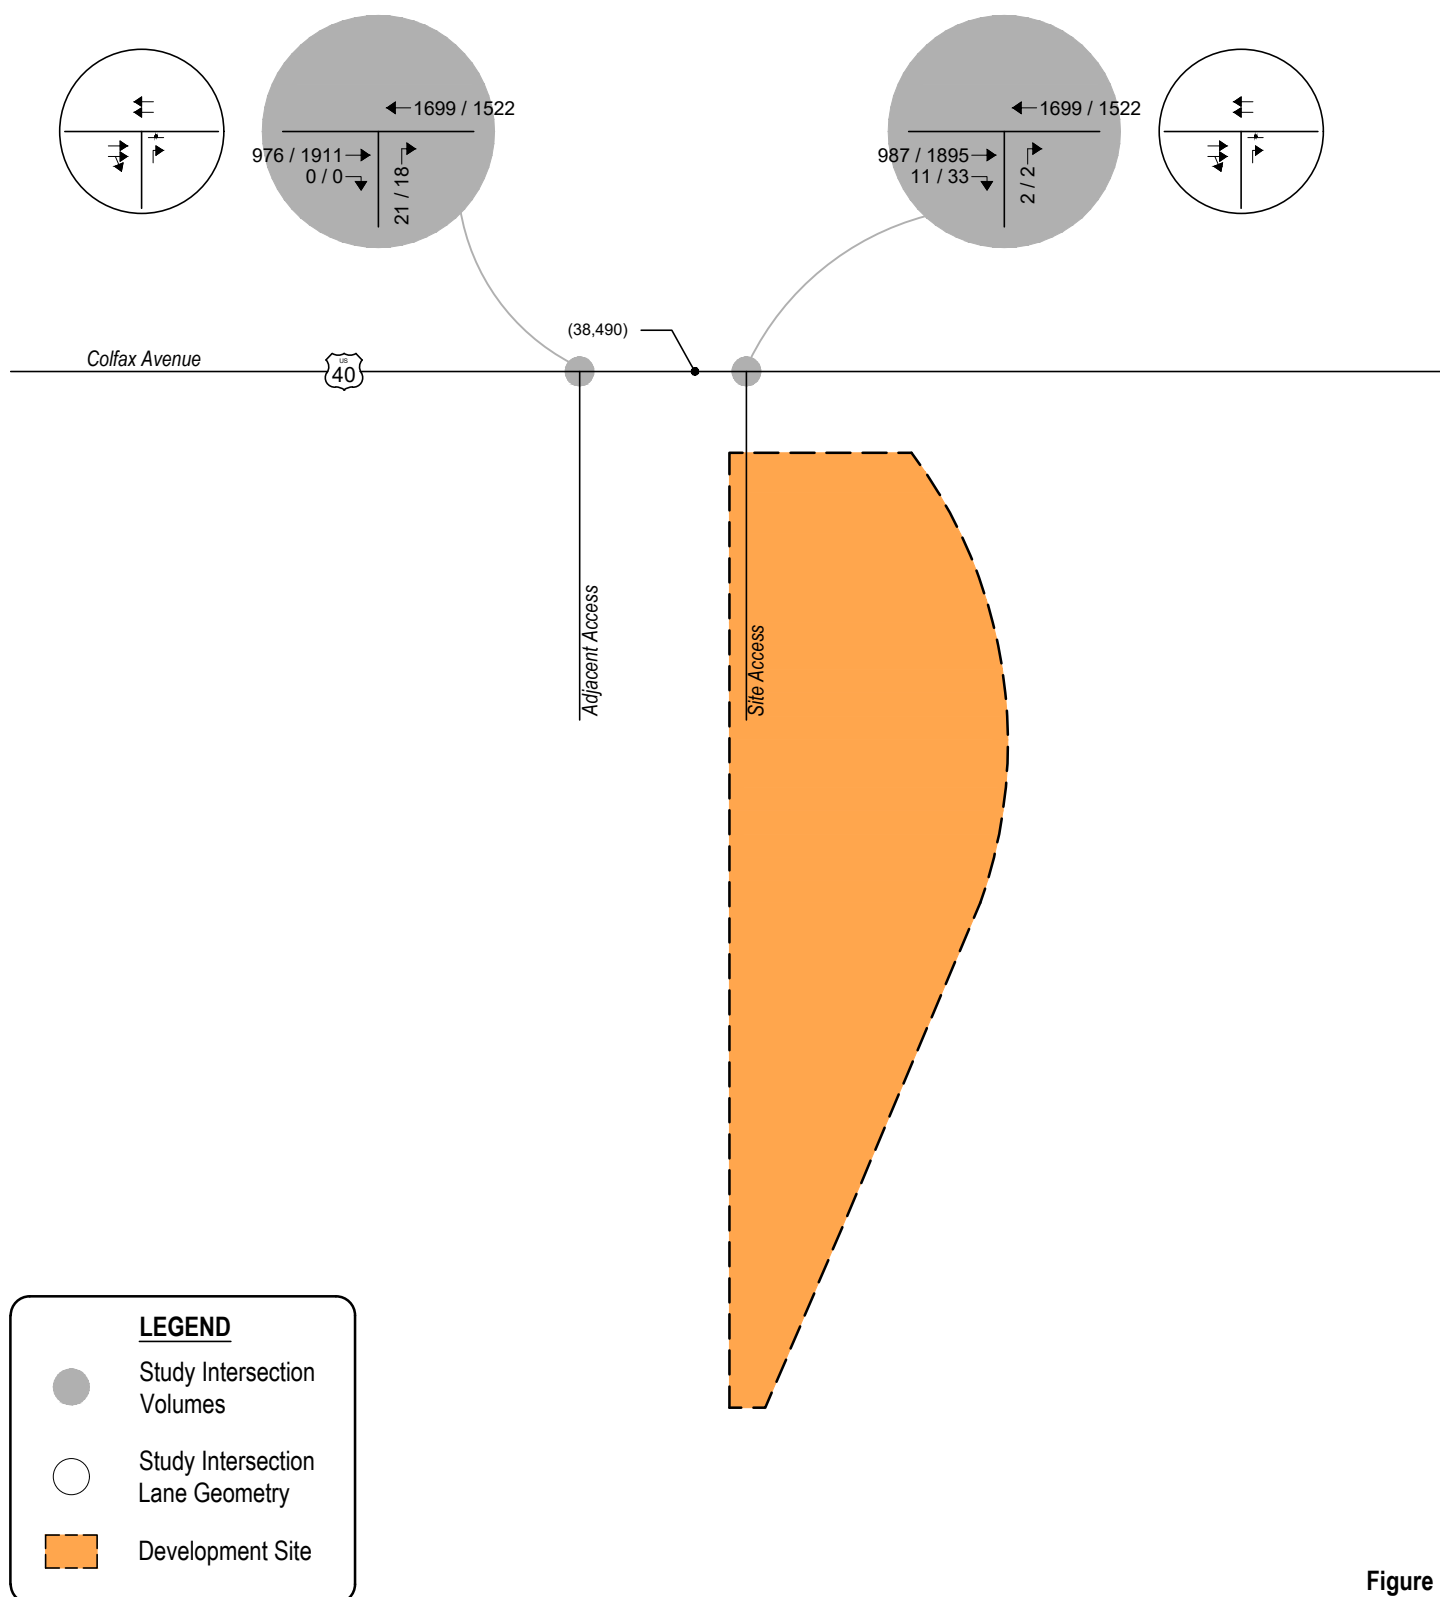 1699 / 1522
976 / 1911
0 / 0
21 / 18
1699 / 1522
987 / 1895
11 / 33
2 / 2
(38,490)
Colfax Avenue
US
40
Adjacent Access
Site Access
LEGEND
Study Intersection
Volumes
Study Intersection
Lane Geometry
Development Site
Figure